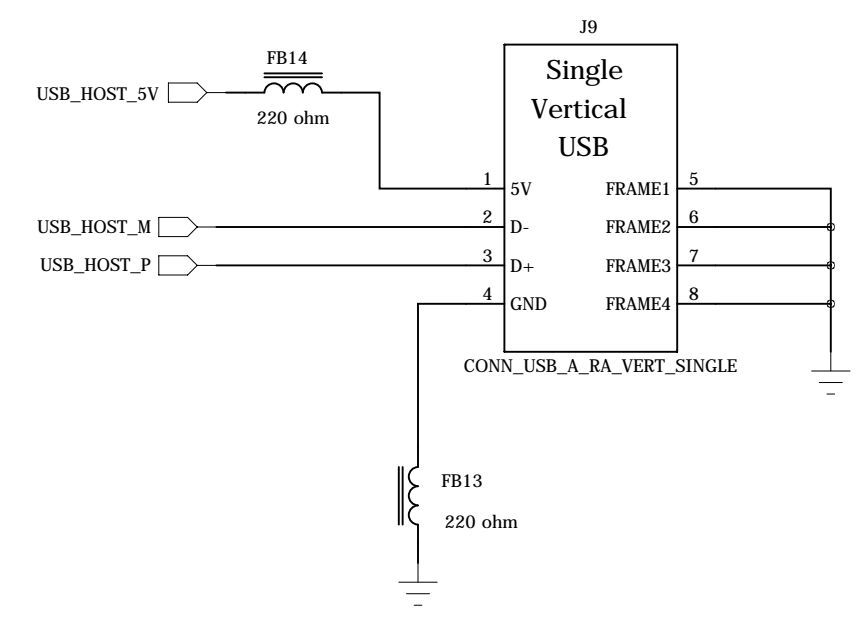 J9
FB14
Single
Vertical
USB
USB_HOST_5V
220 ohm
1
5V
FRAME1
5
USB_HOST_M
2
D-
FRAME2
6
USB_HOST_P
3
D+
FRAME3
7
4
GND
FRAME4
8
CONN_USB_A_RA_VERT_SINGLE
FB13
220 ohm